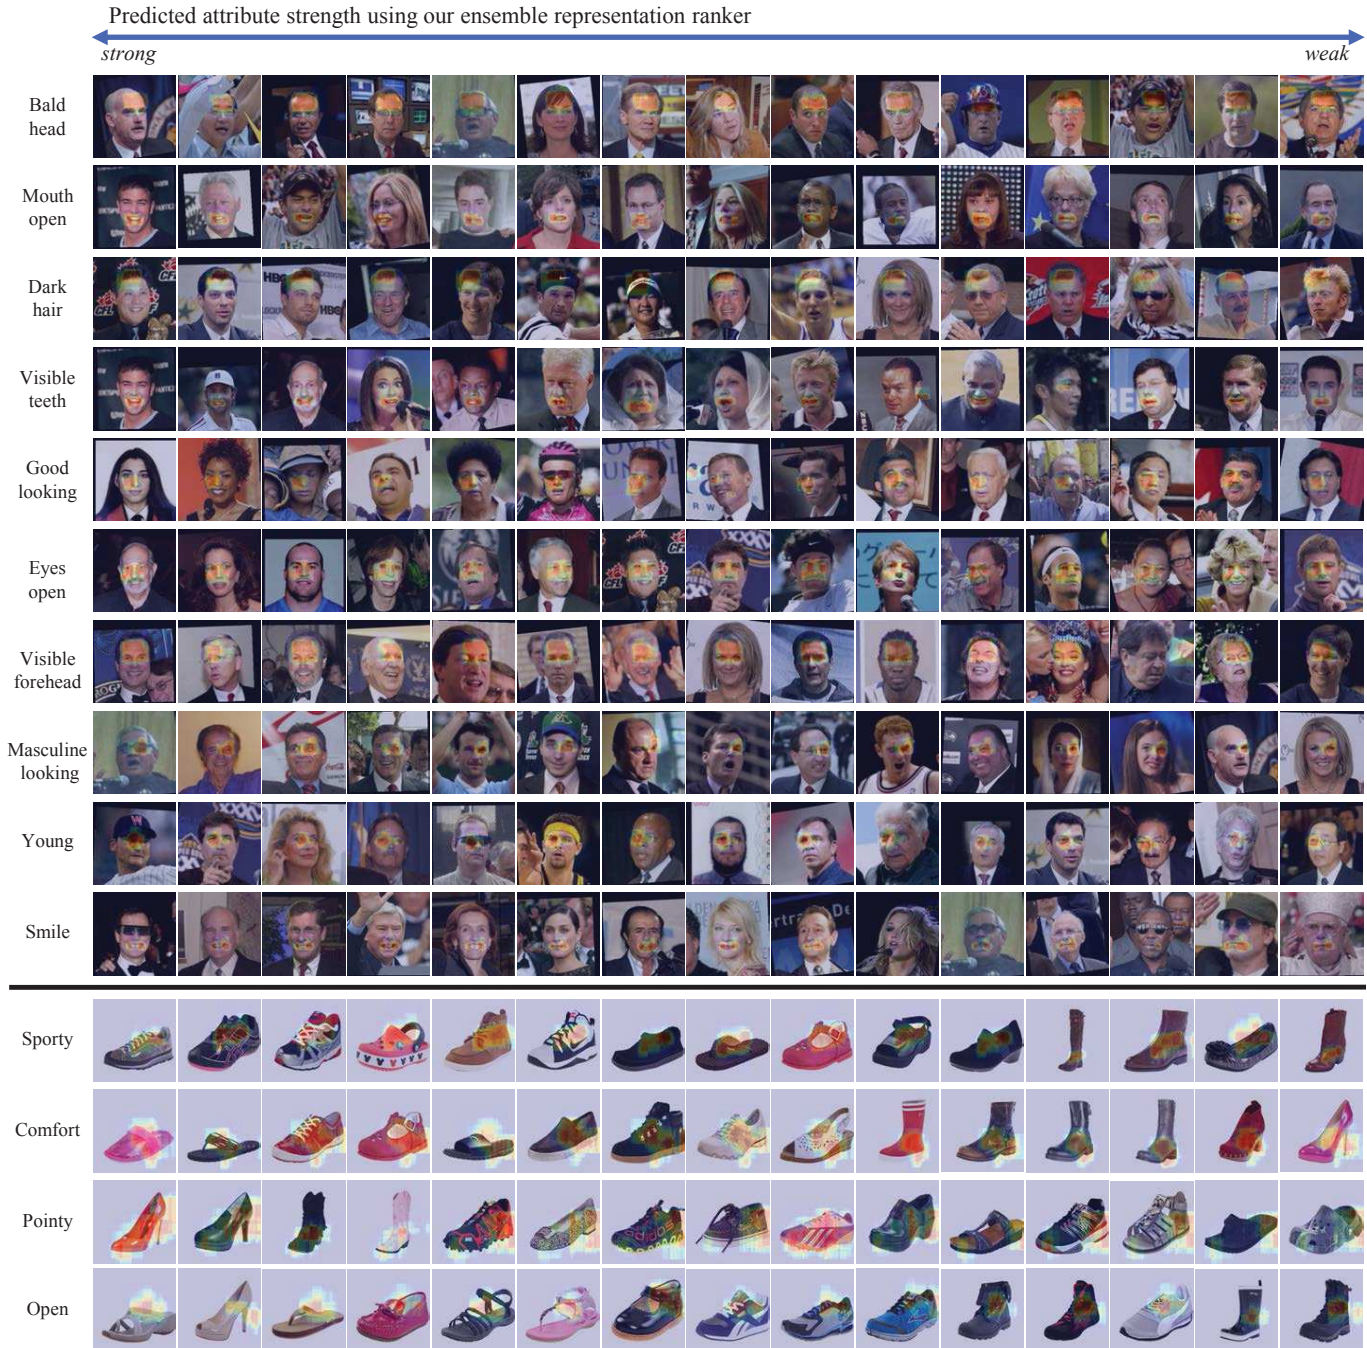 Predicted attribute strength using our ensemble representation ranker
strong
weak
Bald
head
Mouth
open
Dark
hair
Visible
teeth
Good
looking
Eyes
open
Visible
forehead
Masculine
looking
Young
Smile
Sporty
Comfort
Pointy
Open